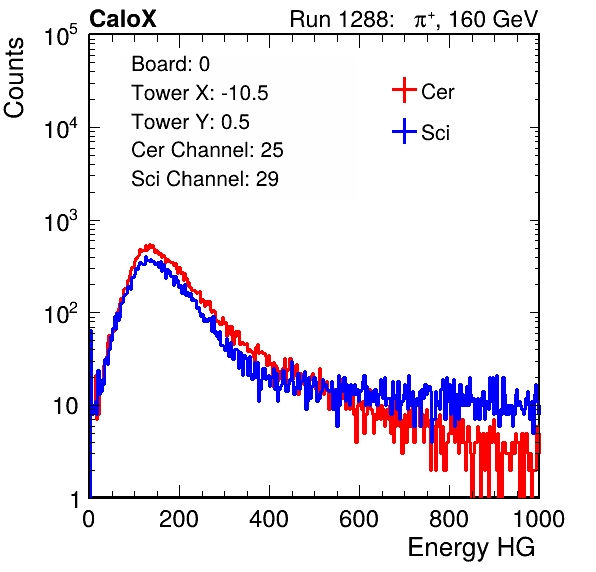 CaloX Run 1288: π⁺, 160 GeV
Board: 0
Tower X: -10.5
Tower Y: 0.5
Cer Channel: 25
Sci Channel: 29
Cer
Sci
Counts
10⁵
10⁴
10³
10²
10
1
0 200 400 600 800 1000
Energy HG